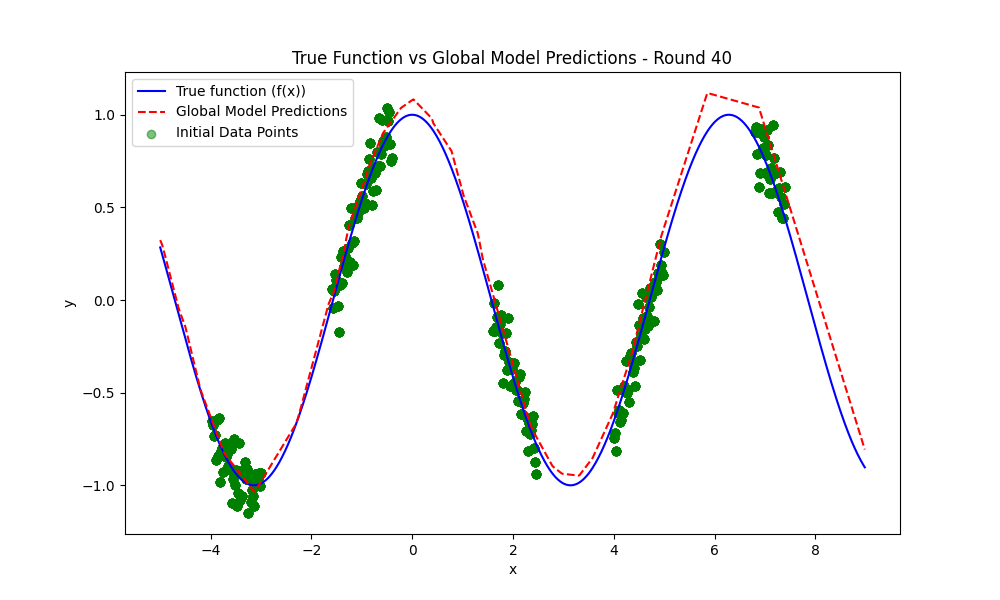 True Function vs Global Model Predictions - Round 40
True function (f(x))
Global Model Predictions
Initial Data Points
1.0
0.5
0.0
−0.5
−1.0
y
−4 −2 0 2 4 6 8
x